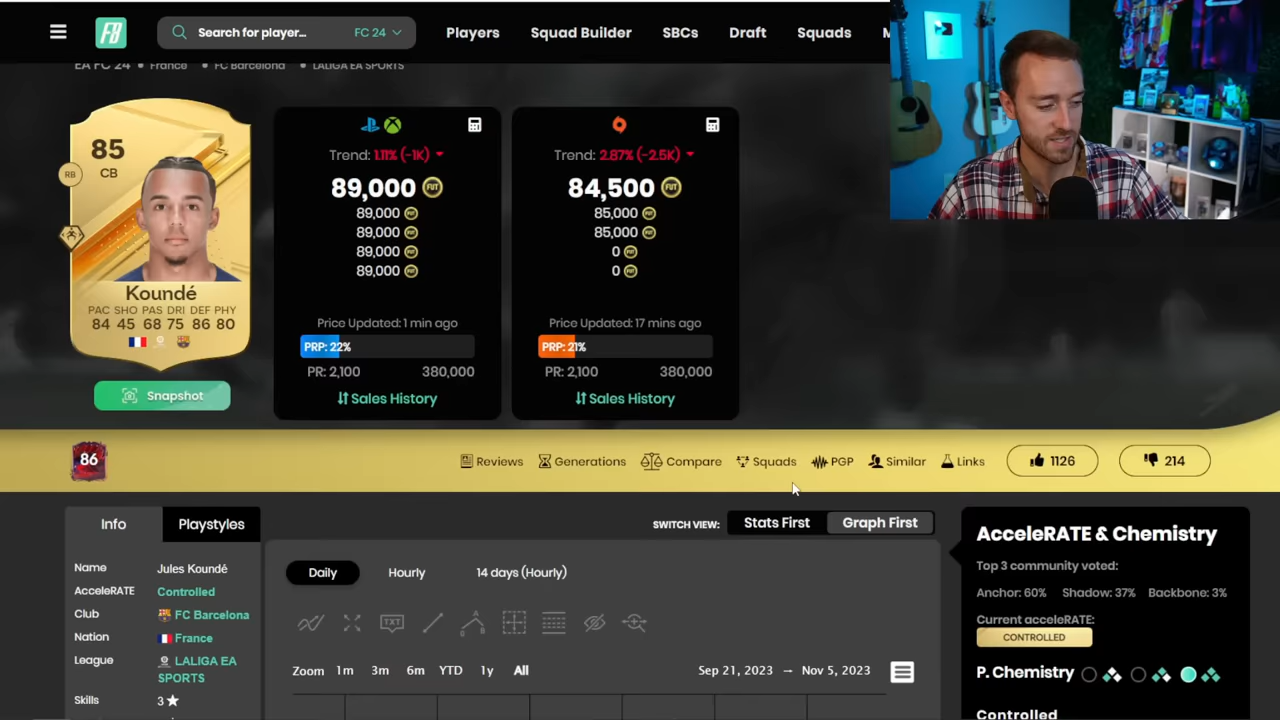 FB
Search for player...
FC 24
Players
Squad Builder
SBCs
Draft
Squads
M
EA FC 24 • France • FC Barcelona • LALIGA EA SPORTS
85
CB
RB
Koundé
PAC SHO PAS DRI DEF PHY
84 45 68 75 86 80
Snapshot
Trend: 1.11% (-1K)
89,000 FUT
89,000
89,000
89,000
89,000
Price Updated: 1 min ago
PRP: 22%
PR: 2,100 380,000
Sales History
Trend: 2.87% (-2.5K)
84,500 FUT
85,000
85,000
0
0
Price Updated: 17 mins ago
PRP: 21%
PR: 2,100 380,000
Sales History
86
Reviews
Generations
Compare
Squads
PGP
Similar
Links
1126
214
Info
Playstyles
Name Jules Koundé
AcceleRATE Controlled
Club FC Barcelona
Nation France
League LALIGA EA SPORTS
Skills 3★
SWITCH VIEW:
Stats First
Graph First
Daily
Hourly
14 days (Hourly)
TXT
Zoom 1m 3m 6m YTD 1y All
Sep 21, 2023 → Nov 5, 2023
AcceleRATE & Chemistry
Top 3 community voted:
Anchor: 60% Shadow: 37% Backbone: 3%
Current acceleRATE:
CONTROLLED
P. Chemistry
Controlled